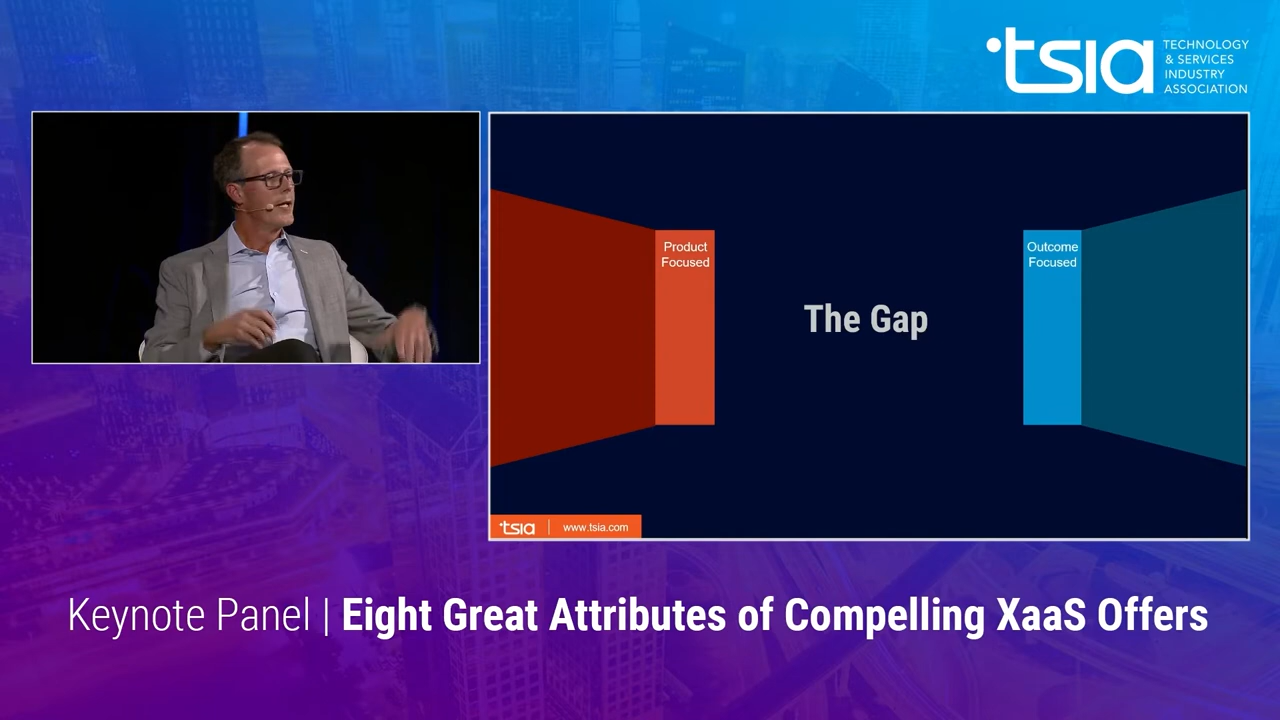 tsia
TECHNOLOGY
& SERVICES
INDUSTRY
ASSOCIATION
Product
Focused
The Gap
Outcome
Focused
tsia | www.tsia.com
Keynote Panel | Eight Great Attributes of Compelling XaaS Offers